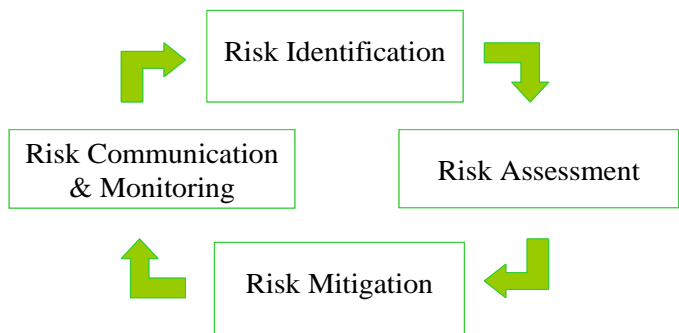 Risk Identification
Risk Communication
& Monitoring
Risk Assessment
Risk Mitigation